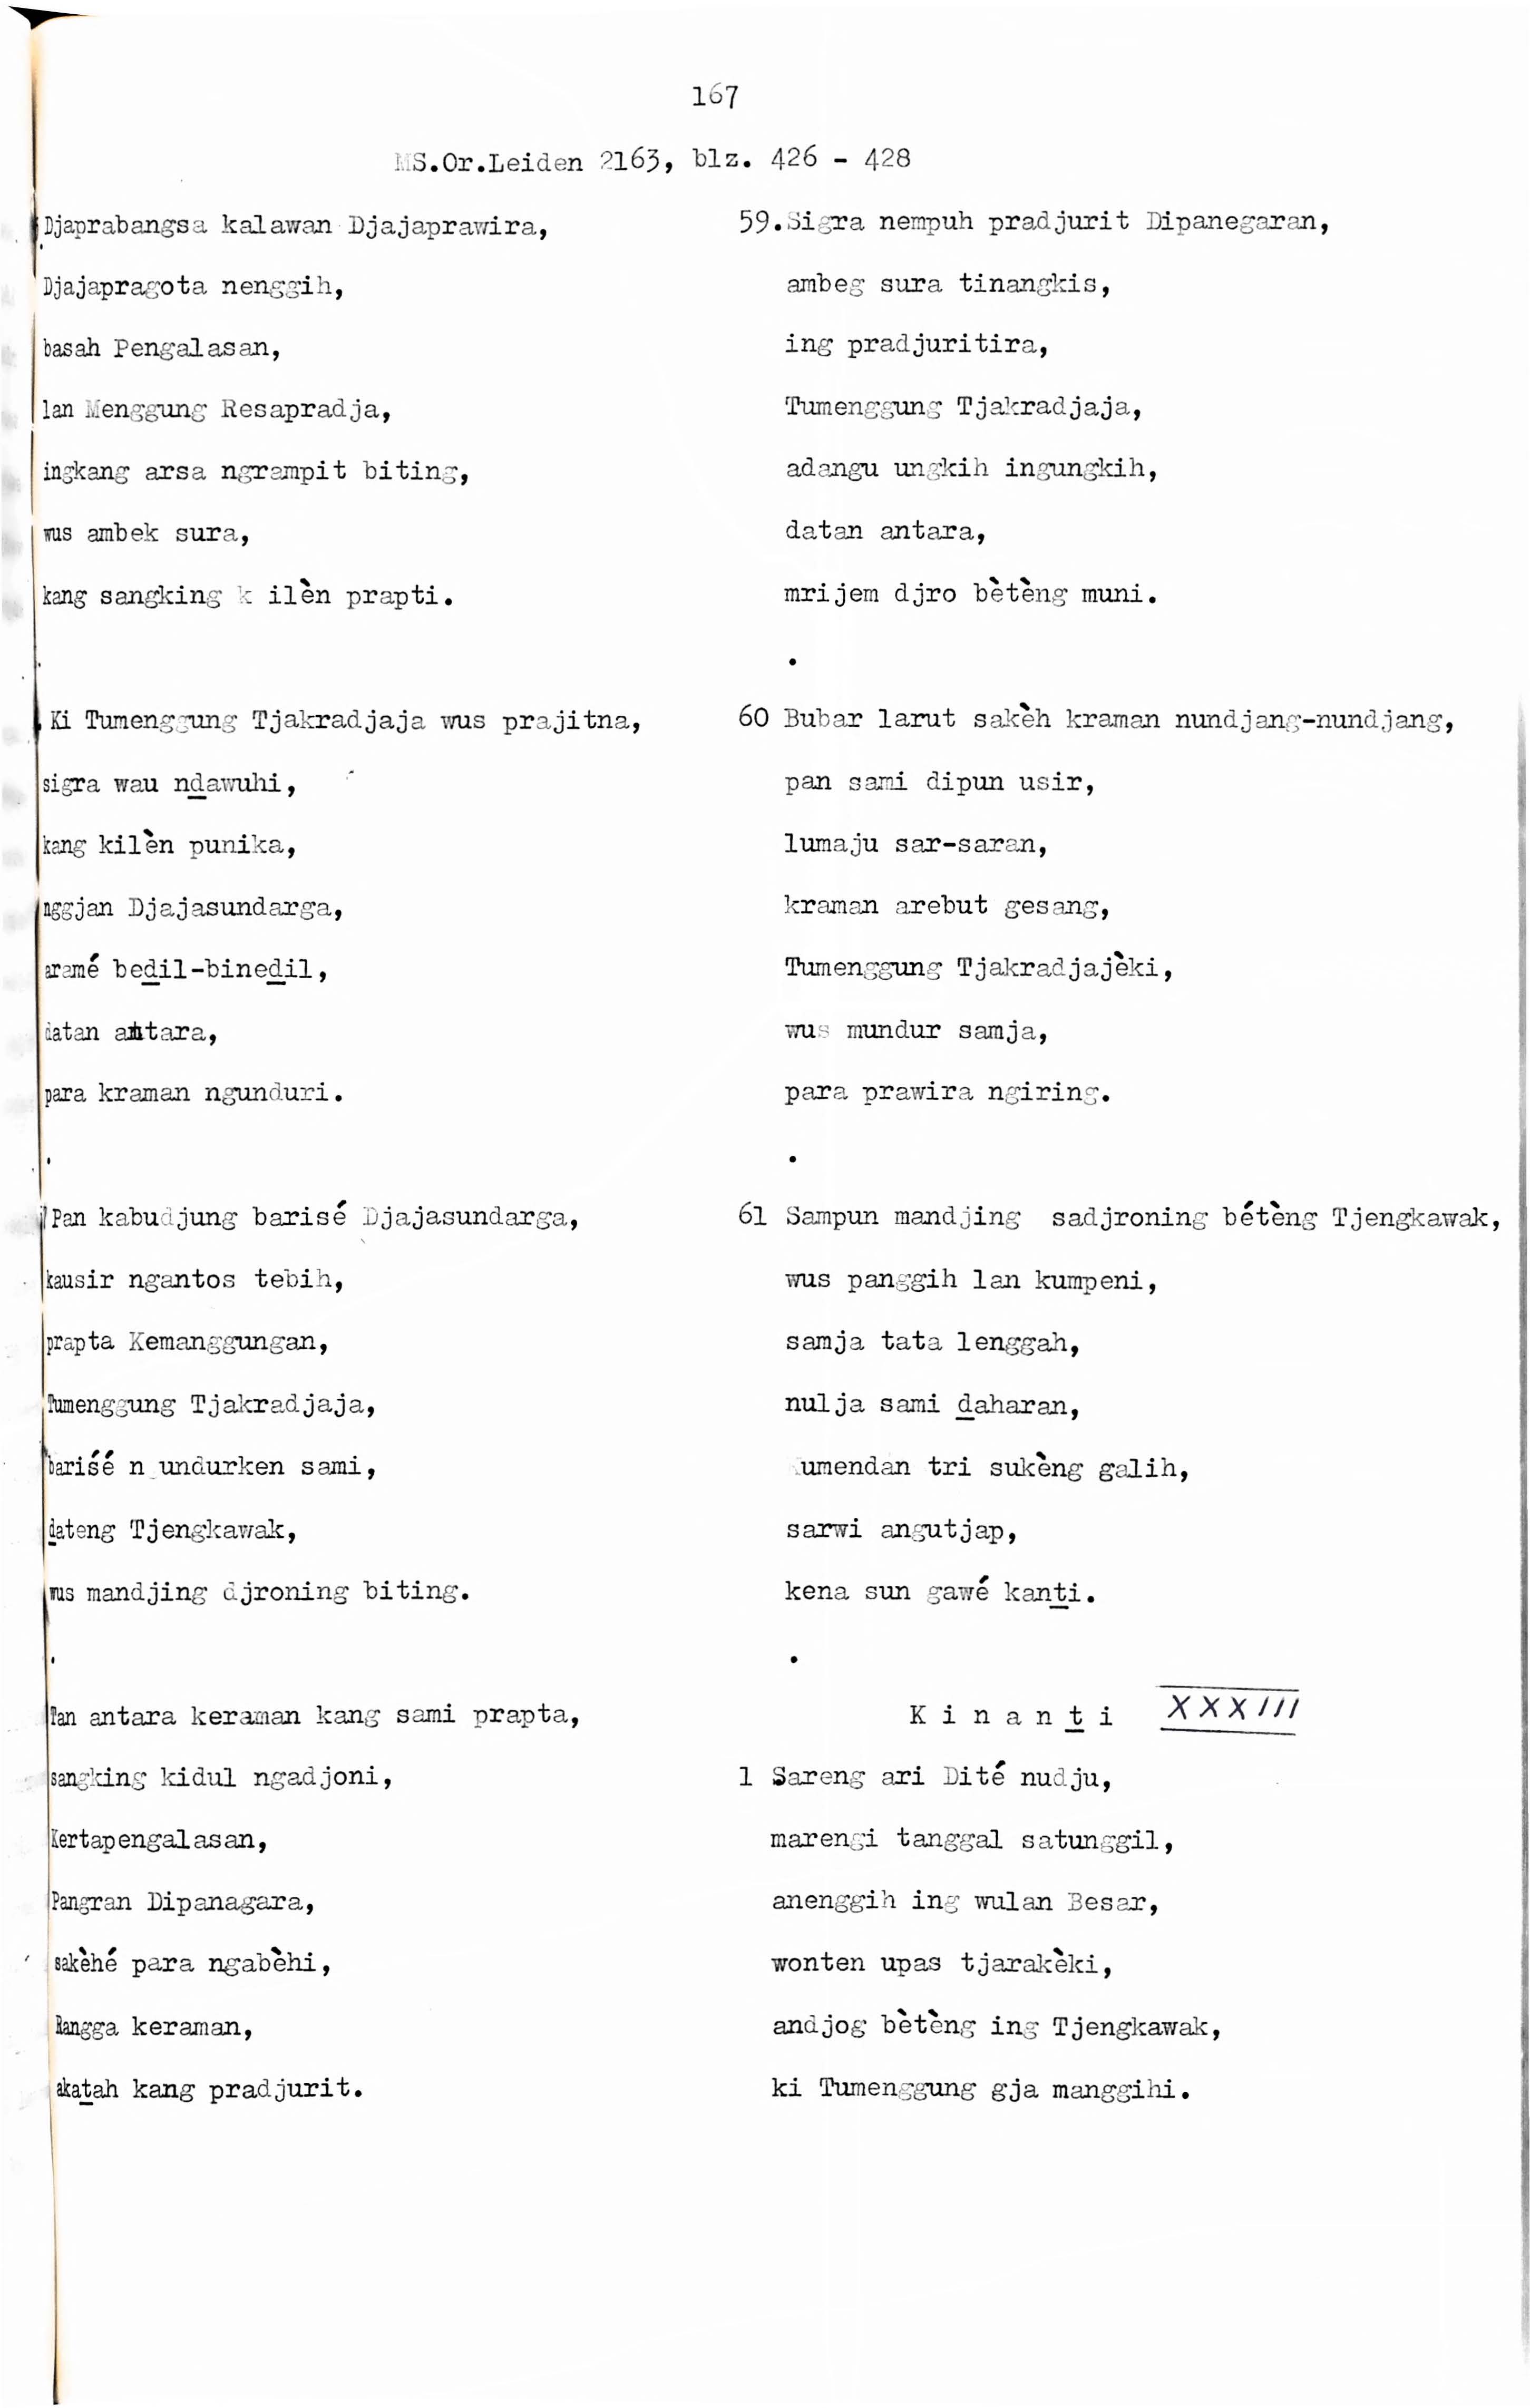 167
MS.Or.Leiden 2163, blz. 426 - 428
Djaprabangsa kalawan Djajaprawira,
Djajapragota nenggih,
basah Pengalasan,
lan Menggung Resapradja,
ingkang arsa ngrampit biting,
wus ambek sura,
kang sangking k ilèn prapti.
.
Ki Tumenggung Tjakradjaja wus prajitna,
sigra wau nḏawuhi,
kang kilèn punika,
nggjan Djajasundarga,
aramé beḏil-bineḏil,
datan antara,
para kraman ngunduri.
.
Pan kabudjung barisé Djajasundarga,
kausir ngantos tebih,
prapta Kemanggungan,
Tumenggung Tjakradjaja,
barisé n undurken sami,
ḏateng Tjengkawak,
wus mandjing djroning biting.
.
Tan antara keraman kang sami prapta,
sangking kidul ngadjoni,
Kertapengalasan,
Pangran Dipanagara,
sakèhé para ngabèhi,
Rangga keraman,
akaṯah kang pradjurit.
59.Sigra nempuh pradjurit Dipanegaran,
ambeg sura tinangkis,
ing pradjuritira,
Tumenggung Tjakradjaja,
adangu ungkih ingungkih,
datan antara,
mrijem djro bètèng muni.
.
60 Bubar larut sakèh kraman nundjang-nundjang,
pan sami dipun usir,
lumaju sar-saran,
kraman arebut gesang,
Tumenggung Tjakradjajèki,
wus mundur samja,
para prawira ngiring.
.
61 Sampun mandjing sadjroning bétèng Tjengkawak,
wus panggih lan kumpeni,
samja tata lenggah,
nulja sami ḏaharan,
umendan tri sukèng galih,
sarwi angutjap,
kena sun gawé kanṯi.
.
K i n a n ṯ i XXXIII
1 Sareng ari Dité nudju,
marengi tanggal satunggil,
anenggih ing wulan Besar,
wonten upas tjarakèki,
andjog bètèng ing Tjengkawak,
ki Tumenggung gja manggihi.